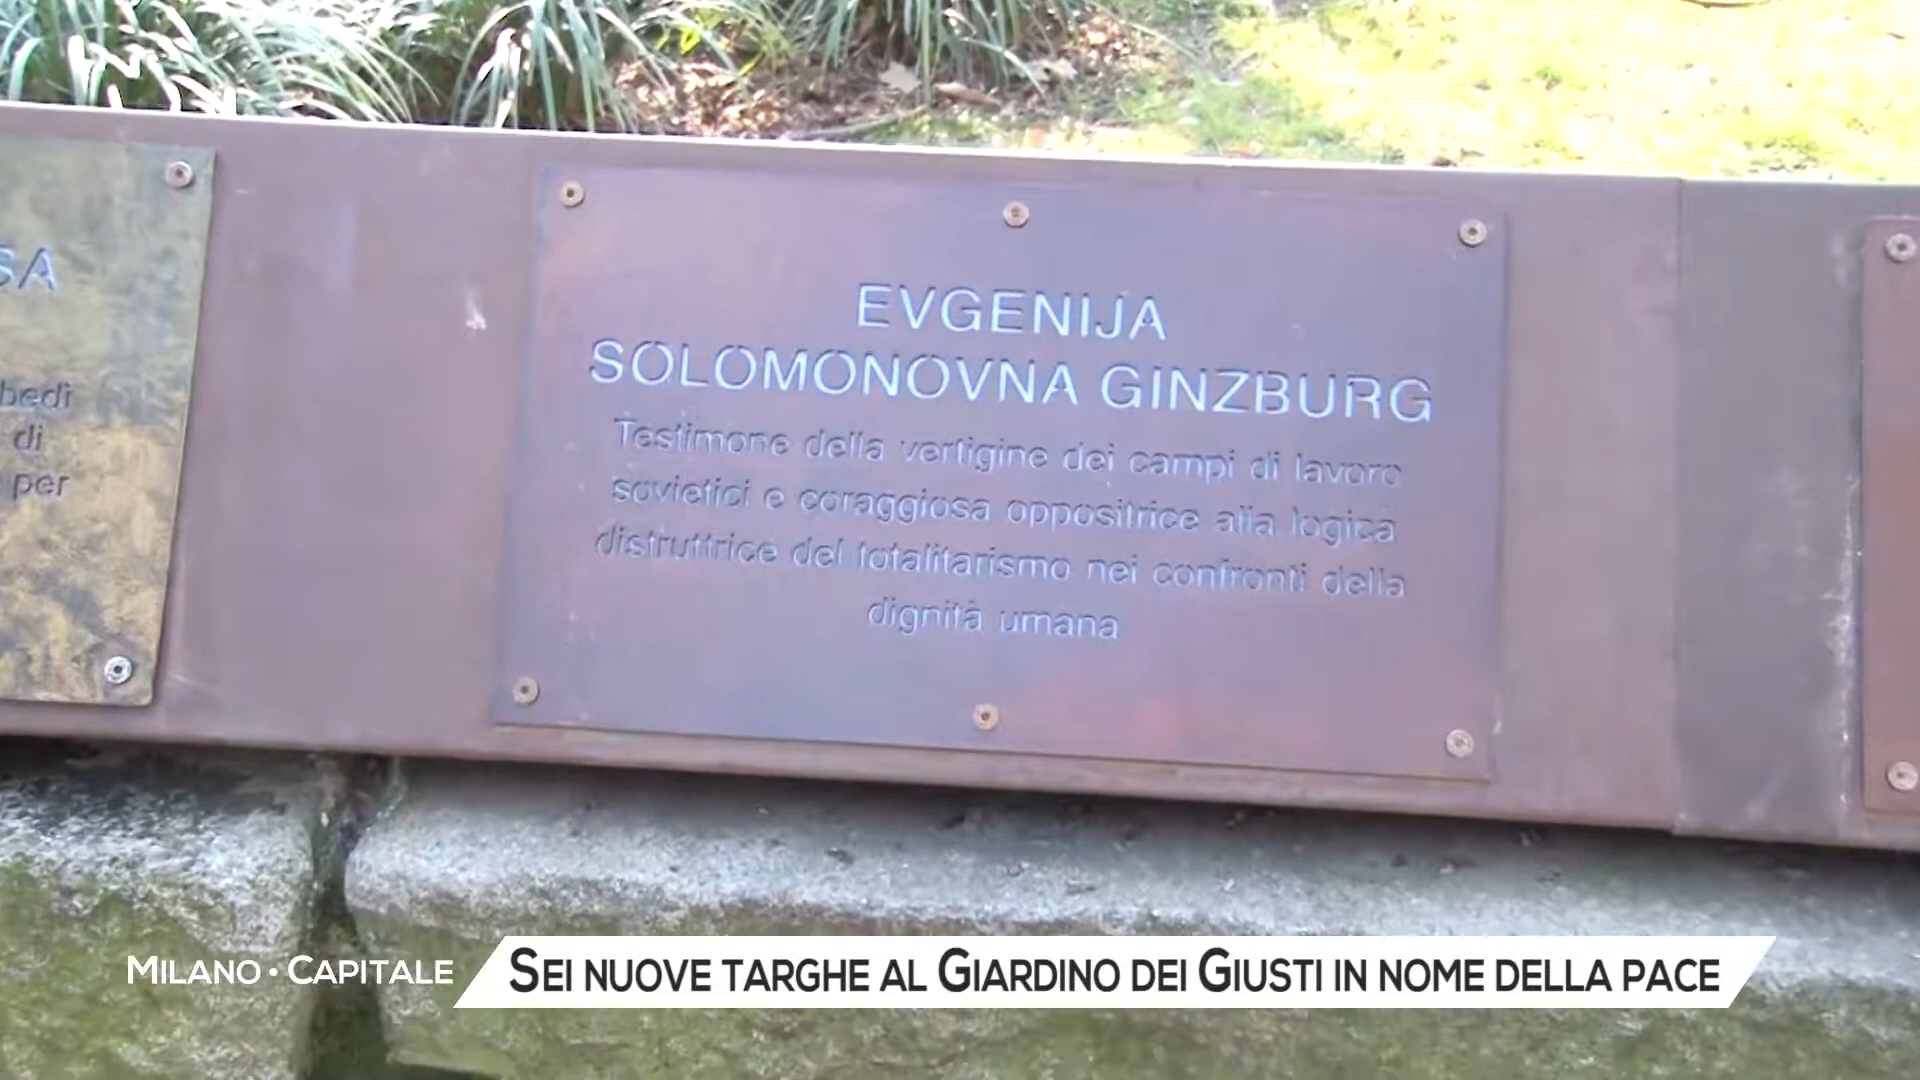 SA
bedì
di
per
EVGENIJA
SOLOMONOVNA GINZBURG
Testimone della vertigine dei campi di lavoro
sovietici e coraggiosa oppositrice alla logica
distruttrice del totalitarismo nei confronti della
dignità umana
MILANO • CAPITALE
SEI NUOVE TARGHE AL GIARDINO DEI GIUSTI IN NOME DELLA PACE